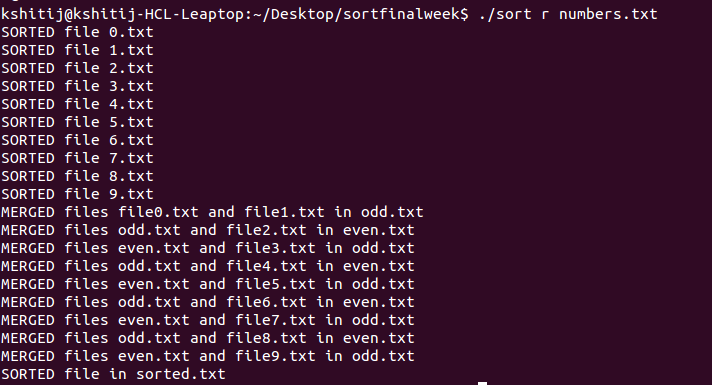 kshitij@kshitij-HCL-Leaptop:~/Desktop/sortfinalweek$ ./sort r numbers.txt
SORTED file 0.txt
SORTED file 1.txt
SORTED file 2.txt
SORTED file 3.txt
SORTED file 4.txt
SORTED file 5.txt
SORTED file 6.txt
SORTED file 7.txt
SORTED file 8.txt
SORTED file 9.txt
MERGED files file0.txt and file1.txt in odd.txt
MERGED files odd.txt and file2.txt in even.txt
MERGED files even.txt and file3.txt in odd.txt
MERGED files odd.txt and file4.txt in even.txt
MERGED files even.txt and file5.txt in odd.txt
MERGED files odd.txt and file6.txt in even.txt
MERGED files even.txt and file7.txt in odd.txt
MERGED files odd.txt and file8.txt in even.txt
MERGED files even.txt and file9.txt in odd.txt
SORTED file in sorted.txt